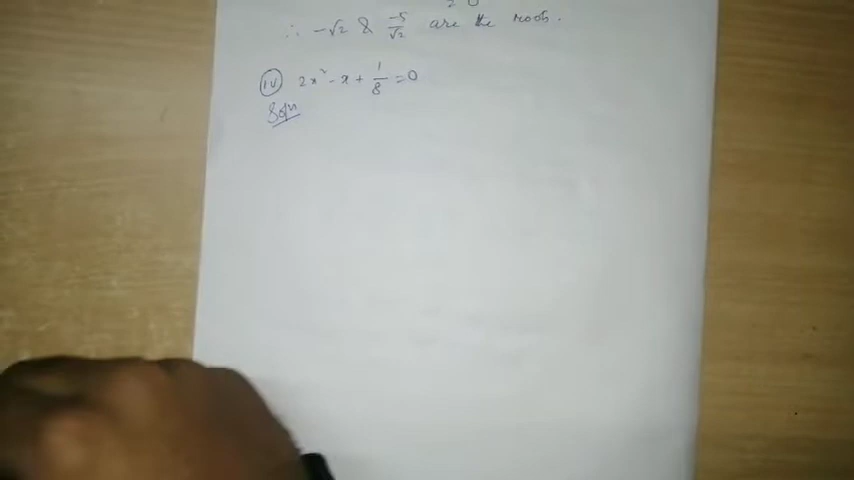 ∴ -√2 & -5/√2 are the roots.
(iv) 2x² - x + 1/8 = 0
Soln